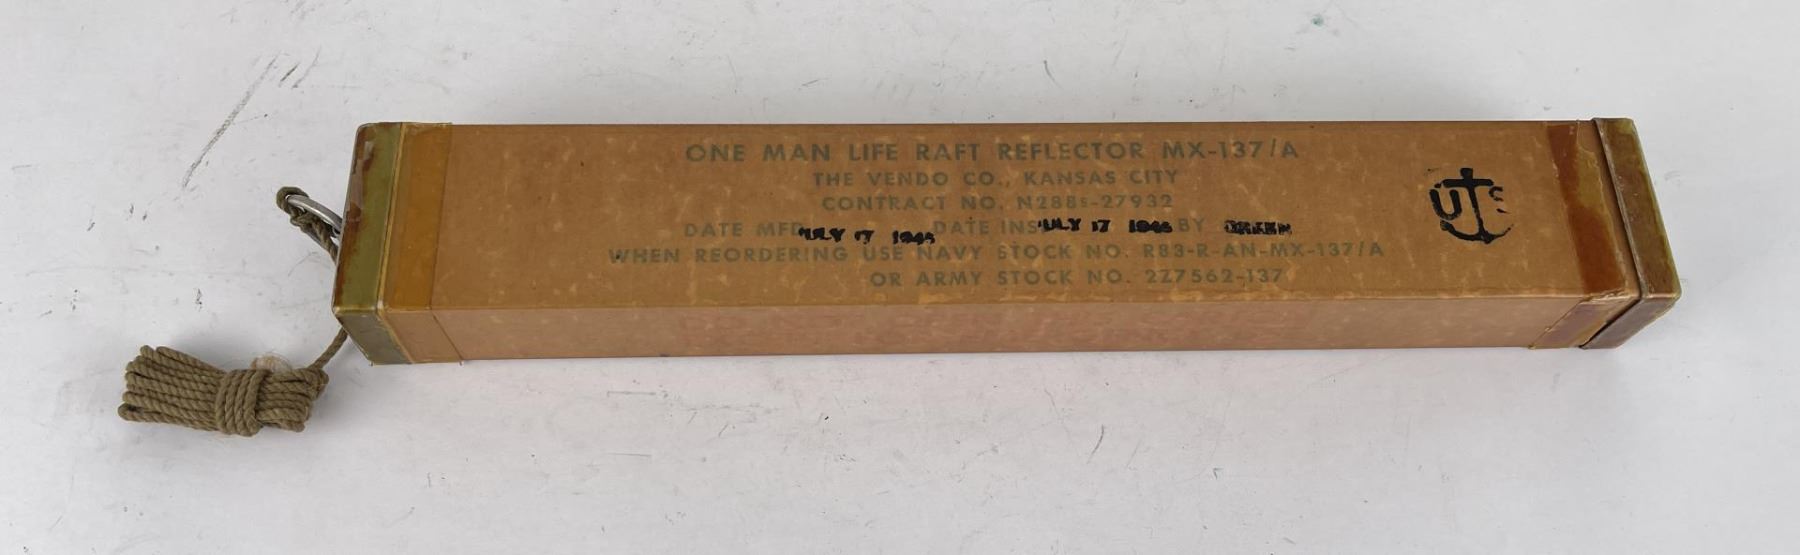 ONE MAN LIFE RAFT REFLECTOR MX-137/A
THE VENDO CO., KANSAS CITY
CONTRACT NO. N288s-27932
DATE MFD JULY 17 1945 DATE INS JULY 17 1945 BY GREEN
WHEN REORDERING USE NAVY STOCK NO. R83-R-AN-MX-137/A
OR ARMY STOCK NO. 2Z7562-137
US